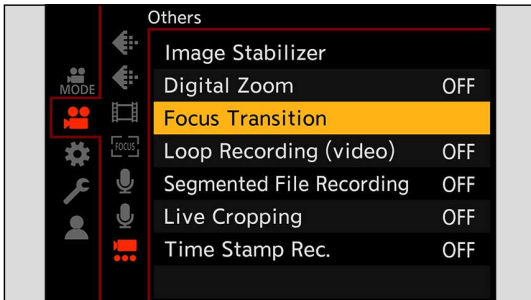 Others
Image Stabilizer
MODE
Digital Zoom OFF
Focus Transition
FOCUS
Loop Recording (video) OFF
Segmented File Recording OFF
Live Cropping OFF
Time Stamp Rec. OFF